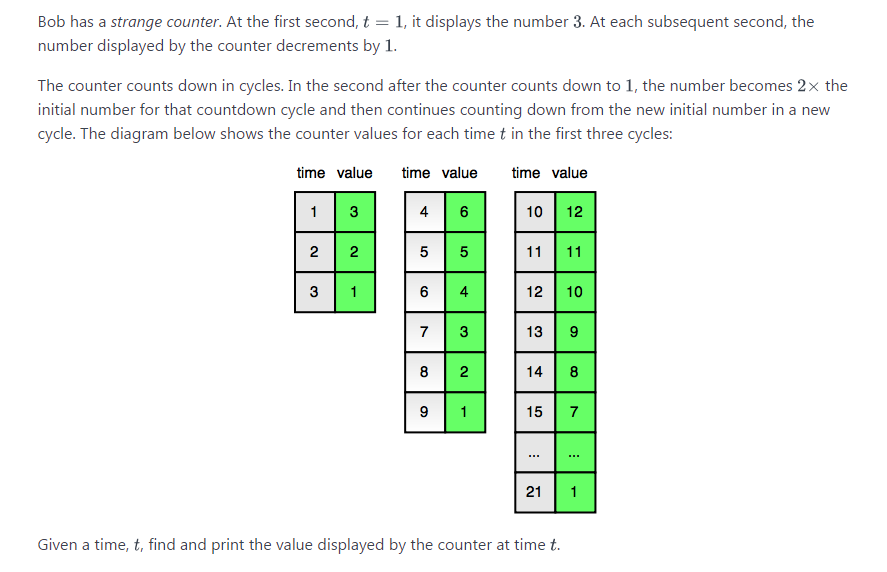 Bob has a strange counter. At the first second, t = 1, it displays the number 3. At each subsequent second, the
number displayed by the counter decrements by 1.
The counter counts down in cycles. In the second after the counter counts down to 1, the number becomes 2× the
initial number for that countdown cycle and then continues counting down from the new initial number in a new
cycle. The diagram below shows the counter values for each time t in the first three cycles:
time value time value time value
1 3 4 6 10 12
2 2 5 5 11 11
3 1 6 4 12 10
7 3 13 9
8 2 14 8
9 1 15 7
... ...
21 1
Given a time, t, find and print the value displayed by the counter at time t.